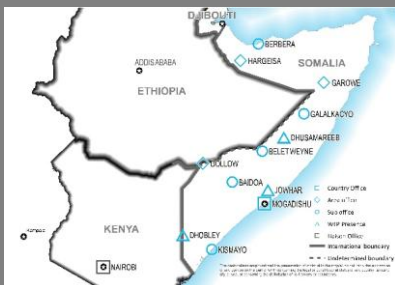 DJIBOUTI
BERBERA
SOMALIA
ADDIS ABABA
HARGEISA
GAROWE
ETHIOPIA
GALALKACYO
DHUSAMAREEB
BELETWEYNE
DOLLOW
BAIDOA
JOWHAR
Country Office
MOGADISHU
Area office
Sub office
KENYA
WFP Presence
DHOBLEY
Liaison Office
KISMAYO
International boundary
Undetermined boundary
NAIROBI